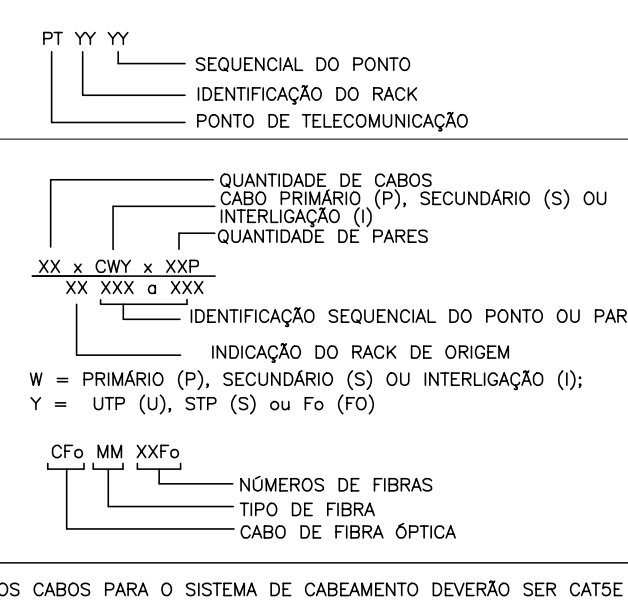 PT YY YY
SEQUENCIAL DO PONTO
IDENTIFICAÇÃO DO RACK
PONTO DE TELECOMUNICAÇÃO
QUANTIDADE DE CABOS
CABO PRIMÁRIO (P), SECUNDÁRIO (S) OU
INTERLIGAÇÃO (I)
QUANTIDADE DE PARES
XX x CWY x XXP
XX XXX a XXX
IDENTIFICAÇÃO SEQUENCIAL DO PONTO OU PAR
INDICAÇÃO DO RACK DE ORIGEM
W = PRIMÁRIO (P), SECUNDÁRIO (S) OU INTERLIGAÇÃO (I);
Y = UTP (U), STP (S) ou Fo (FO)
CFo MM XXFo
NÚMEROS DE FIBRAS
TIPO DE FIBRA
CABO DE FIBRA ÓPTICA
OS CABOS PARA O SISTEMA DE CABEAMENTO DEVERÃO SER CAT5E